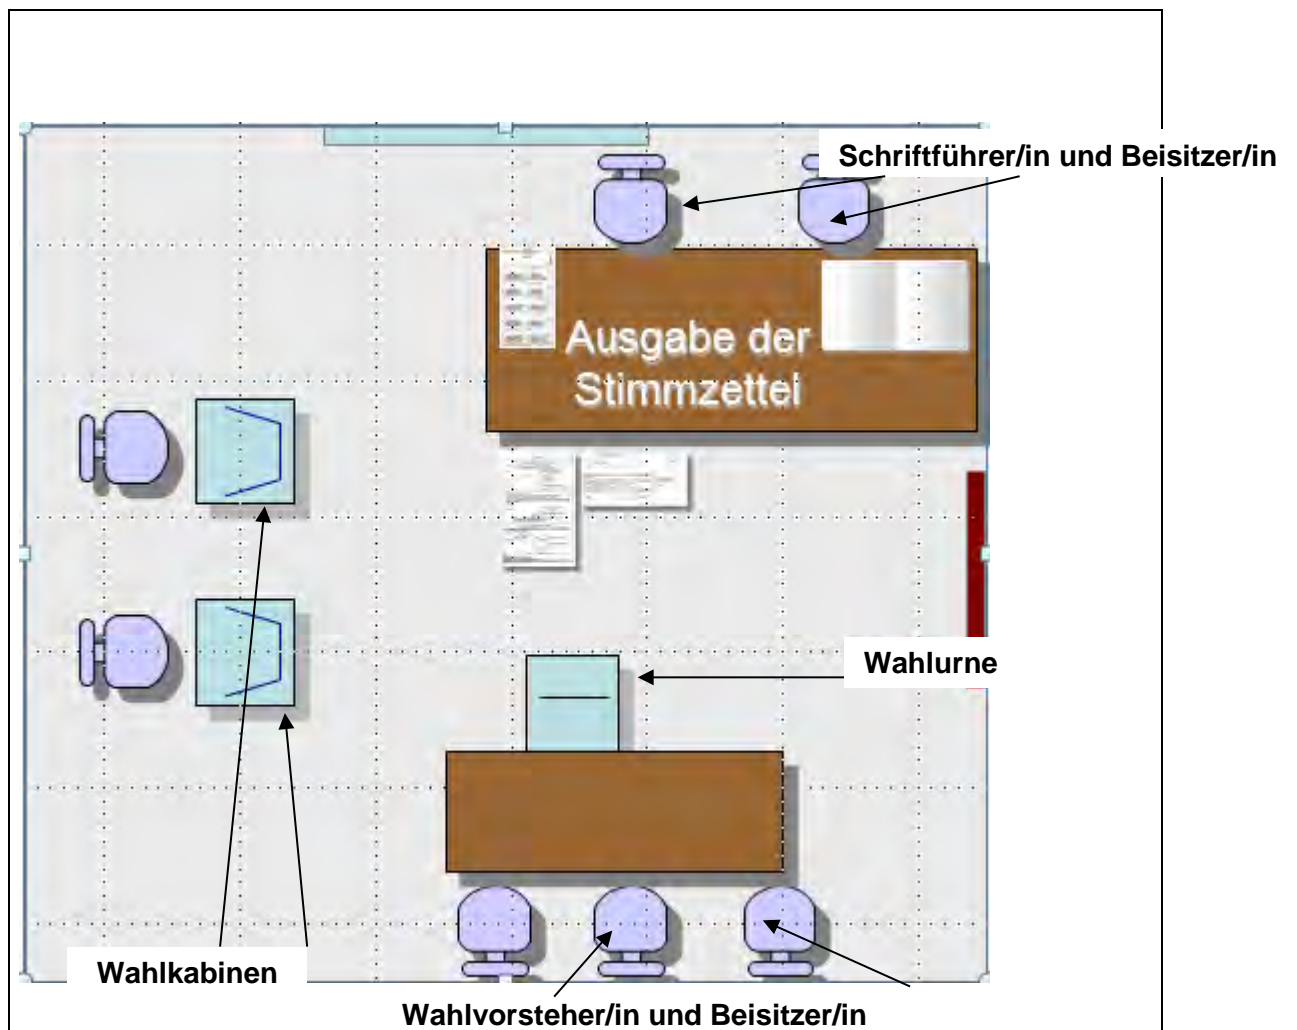 Schriftführer/in und Beisitzer/in
Ausgabe der
Stimmzettel
Wahlurne
Wahlkabinen
Wahlvorsteher/in und Beisitzer/in